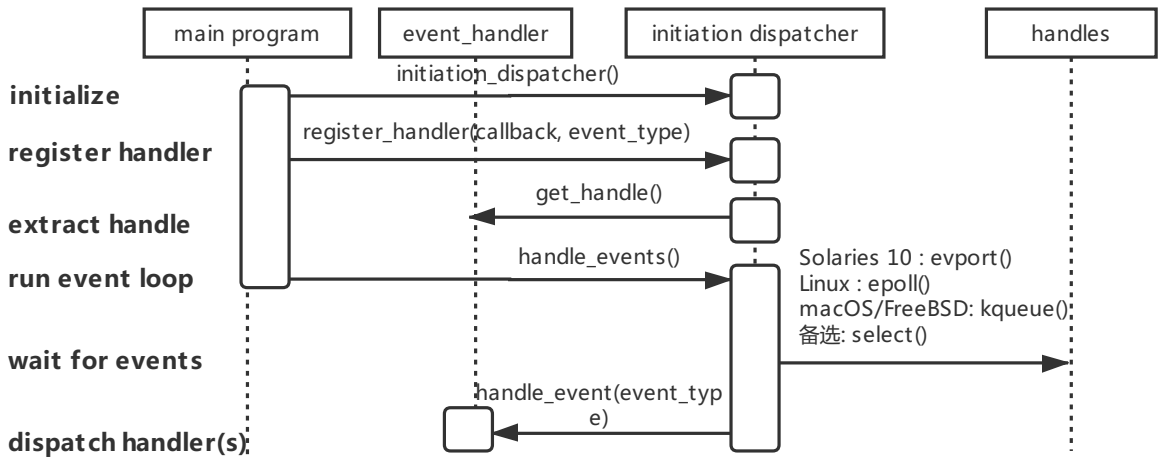 main program
event_handler
initiation dispatcher
handles
initiation_dispatcher()
initialize
register_handler(callback, event_type)
register handler
get_handle()
extract handle
handle_events()
run event loop
Solaries 10 : evport()
Linux : epoll()
macOS/FreeBSD: kqueue()
备选: select()
wait for events
handle_event(event_typ
e)
dispatch handler(s)